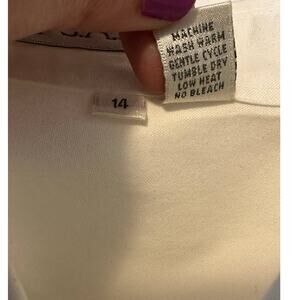 MACHINE
WASH WARM
GENTLE CYCLE
TUMBLE DRY
LOW HEAT
NO BLEACH
14